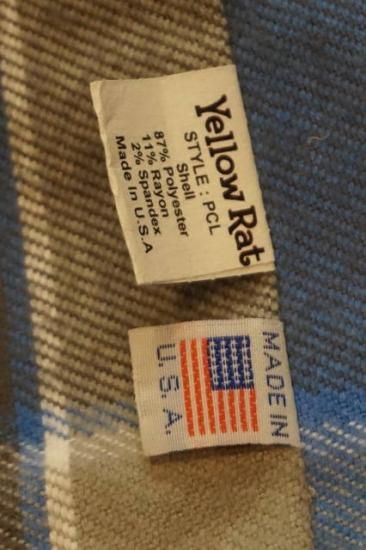 Yellow Rat
STYLE : PCL
Shell
87% Polyester
11% Rayon
2% Spandex
Made In U.S.A
MADE IN
U.S.A.